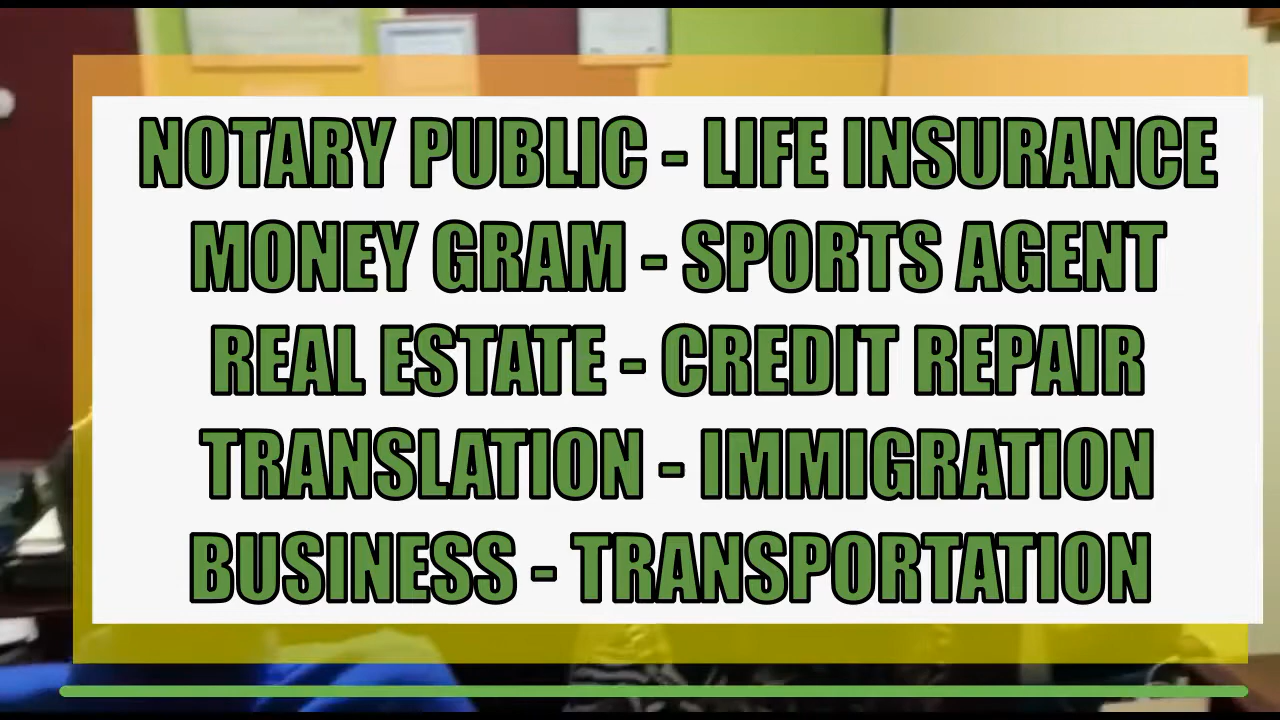 NOTARY PUBLIC - LIFE INSURANCE
MONEY GRAM - SPORTS AGENT
REAL ESTATE - CREDIT REPAIR
TRANSLATION - IMMIGRATION
BUSINESS - TRANSPORTATION